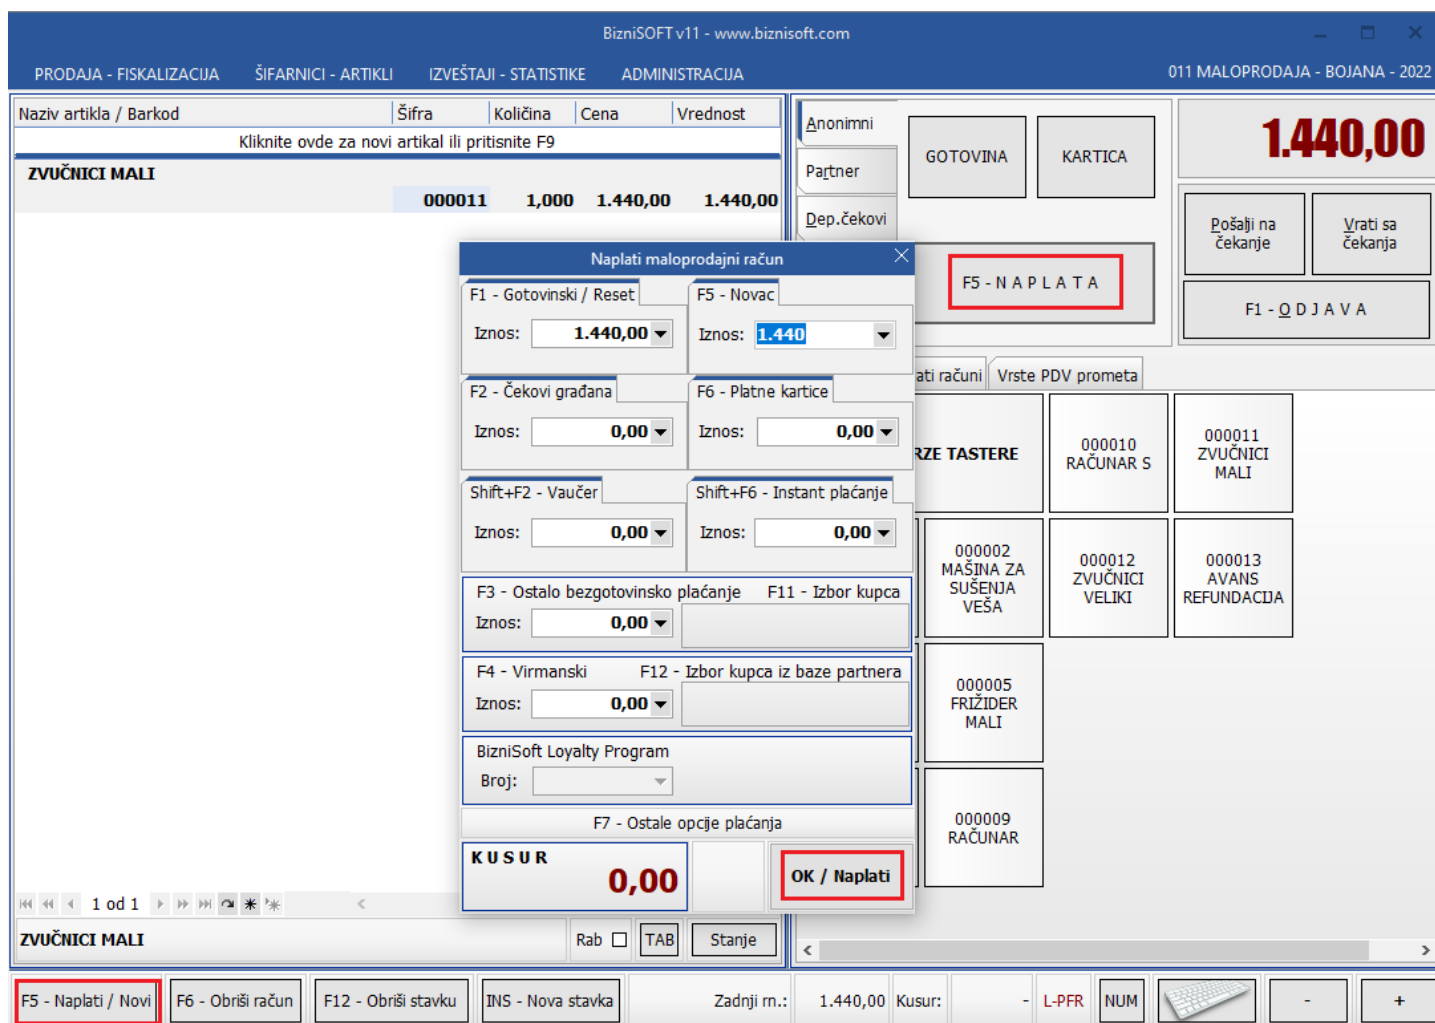 BizniSOFT v11 - www.biznisoft.com
PRODAJA - FISKALIZACIJA ŠIFARNICI - ARTIKLI IZVEŠTAJI - STATISTIKE ADMINISTRACIJA
011 MALOPRODAJA - BOJANA - 2022
Naziv artikla / Barkod Šifra Količina Cena Vrednost
Kliknite ovde za novi artikal ili pritisnite F9
ZVUČNICI MALI
000011 1,000 1.440,00 1.440,00
Anonimni
Partner
Dep.čekovi
GOTOVINA
KARTICA
1.440,00
F5 - N A P L A T A
Pošalji na
čekanje
Vrati sa
čekanja
F1 - O D J A V A
Naplati maloprodajni račun
F1 - Gotovinski / Reset
Iznos: 1.440,00
F5 - Novac
Iznos: 1.440
F2 - Čekovi građana
Iznos: 0,00
F6 - Platne kartice
Iznos: 0,00
Shift+F2 - Vaučer
Iznos: 0,00
Shift+F6 - Instant plaćanje
Iznos: 0,00
F3 - Ostalo bezgotovinsko plaćanje F11 - Izbor kupca
Iznos: 0,00
F4 - Virmanski F12 - Izbor kupca iz baze partnera
Iznos: 0,00
BizniSoft Loyalty Program
Broj:
F7 - Ostale opcije plaćanja
K U S U R
0,00
OK / Naplati
ati računi Vrste PDV prometa
RZE TASTERE
000010
RAČUNAR S
000011
ZVUČNICI
MALI
000002
MAŠINA ZA
SUŠENJA
VEŠA
000012
ZVUČNICI
VELIKI
000013
AVANS
REFUNDACIJA
000005
FRIŽIDER
MALI
000009
RAČUNAR
1 od 1
ZVUČNICI MALI
Rab TAB Stanje
F5 - Naplati / Novi F6 - Obriši račun F12 - Obriši stavku INS - Nova stavka Zadnji rn.: 1.440,00 Kusur: - L-PFR NUM - +